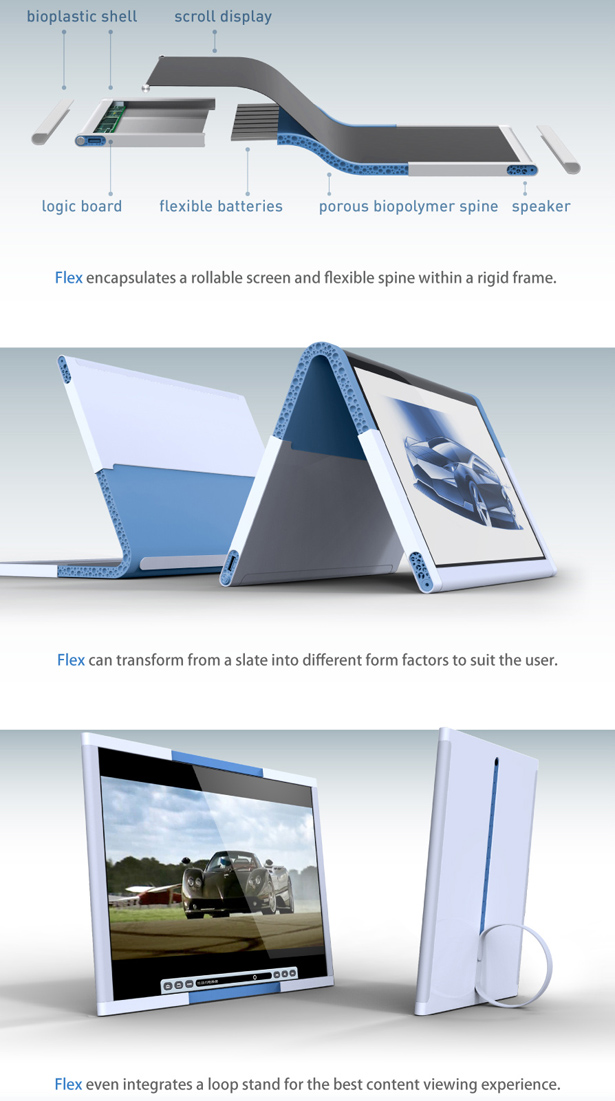 bioplastic shell
scroll display
logic board
flexible batteries
porous biopolymer spine
speaker
Flex encapsulates a rollable screen and flexible spine within a rigid frame.
Flex can transform from a slate into different form factors to suit the user.
Flex even integrates a loop stand for the best content viewing experience.